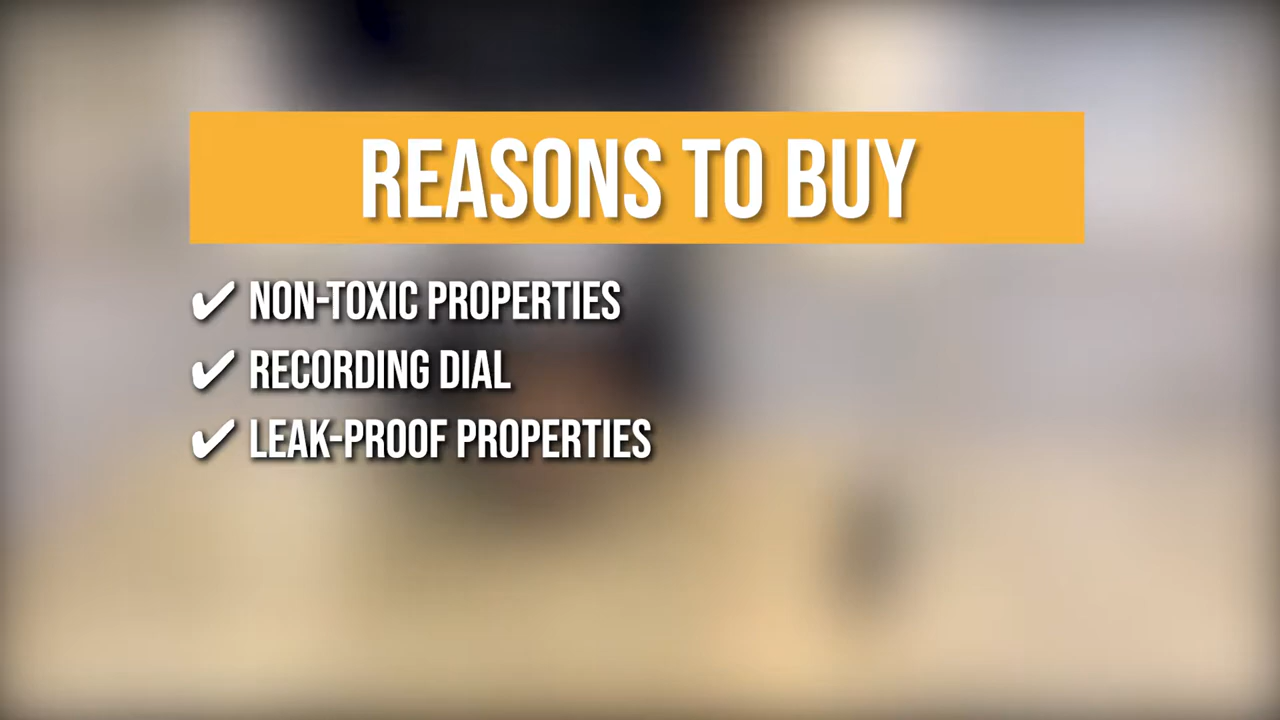 REASONS TO BUY
✔ NON-TOXIC PROPERTIES
✔ RECORDING DIAL
✔ LEAK-PROOF PROPERTIES